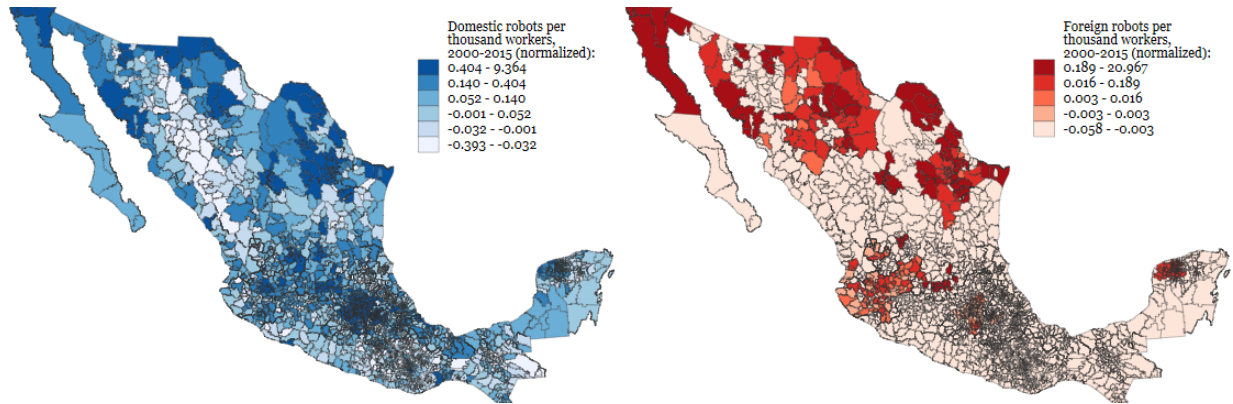 Domestic robots per
thousand workers,
2000-2015 (normalized):
0.404 - 9.364
0.140 - 0.404
0.052 - 0.140
-0.001 - 0.052
-0.032 - -0.001
-0.393 - -0.032
Foreign robots per
thousand workers,
2000-2015 (normalized):
0.189 - 20.967
0.016 - 0.189
0.003 - 0.016
-0.003 - 0.003
-0.058 - -0.003